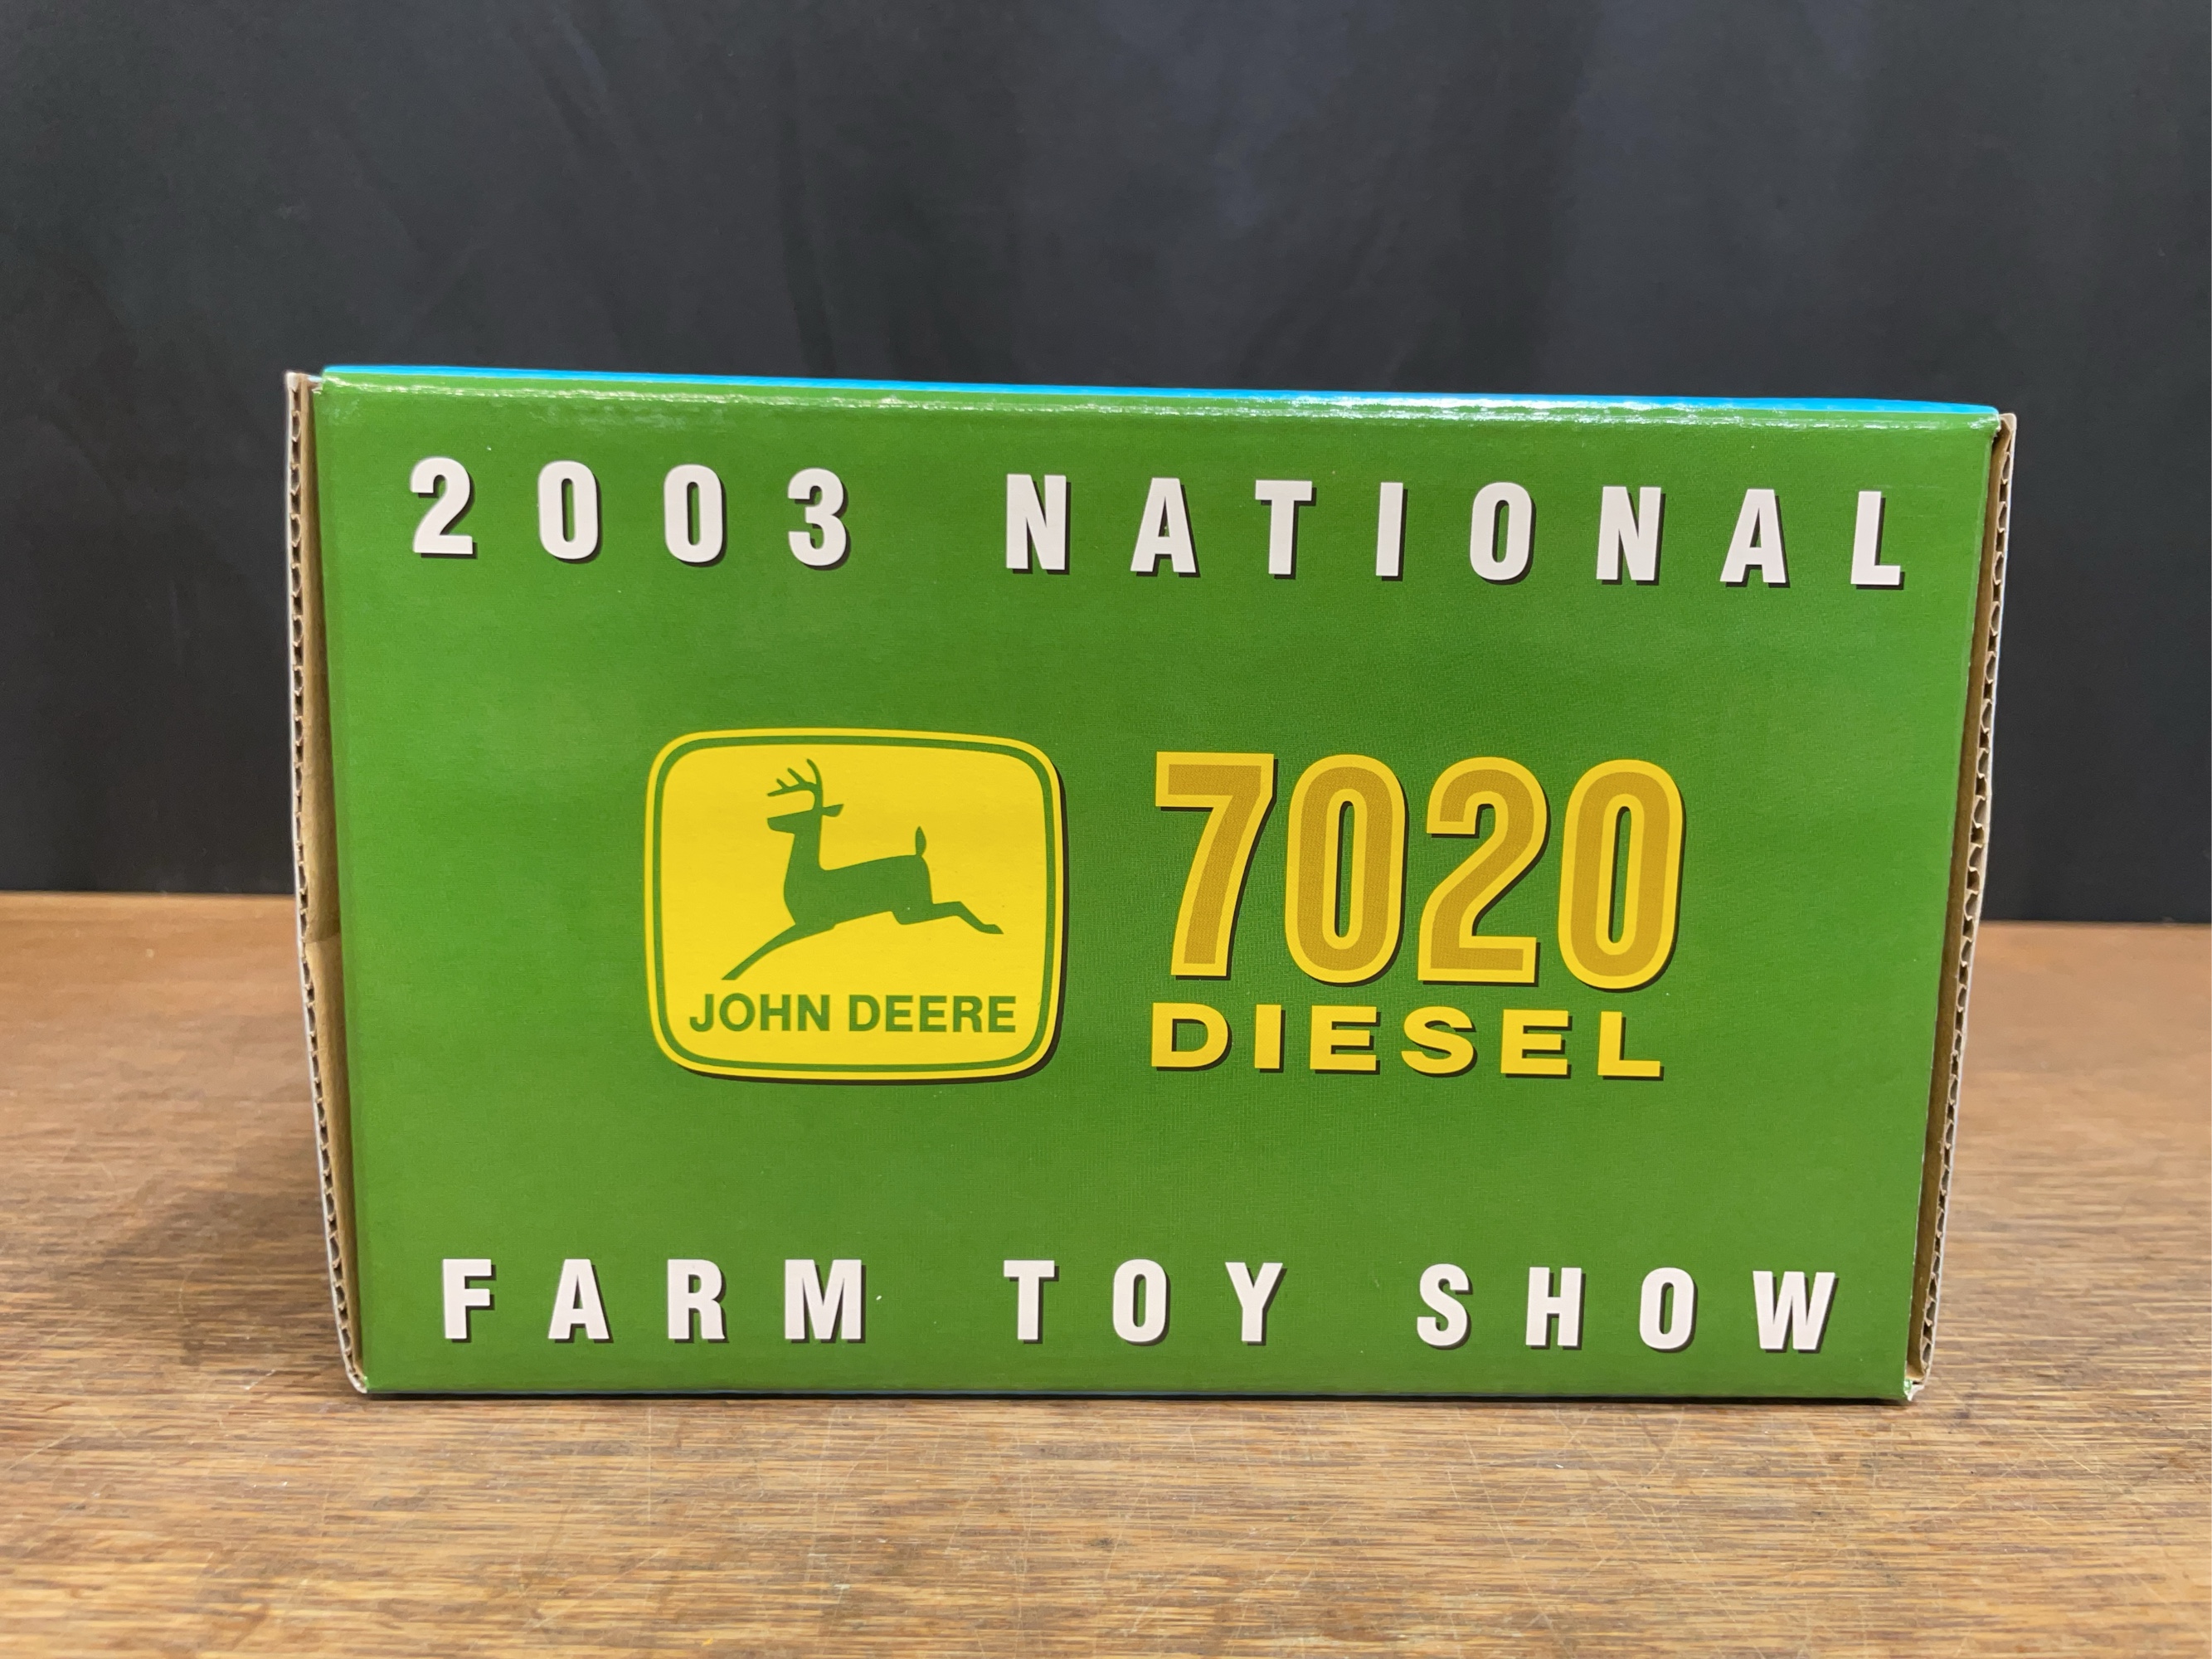 2003 NATIONAL
JOHN DEERE
7020
DIESEL
FARM TOY SHOW